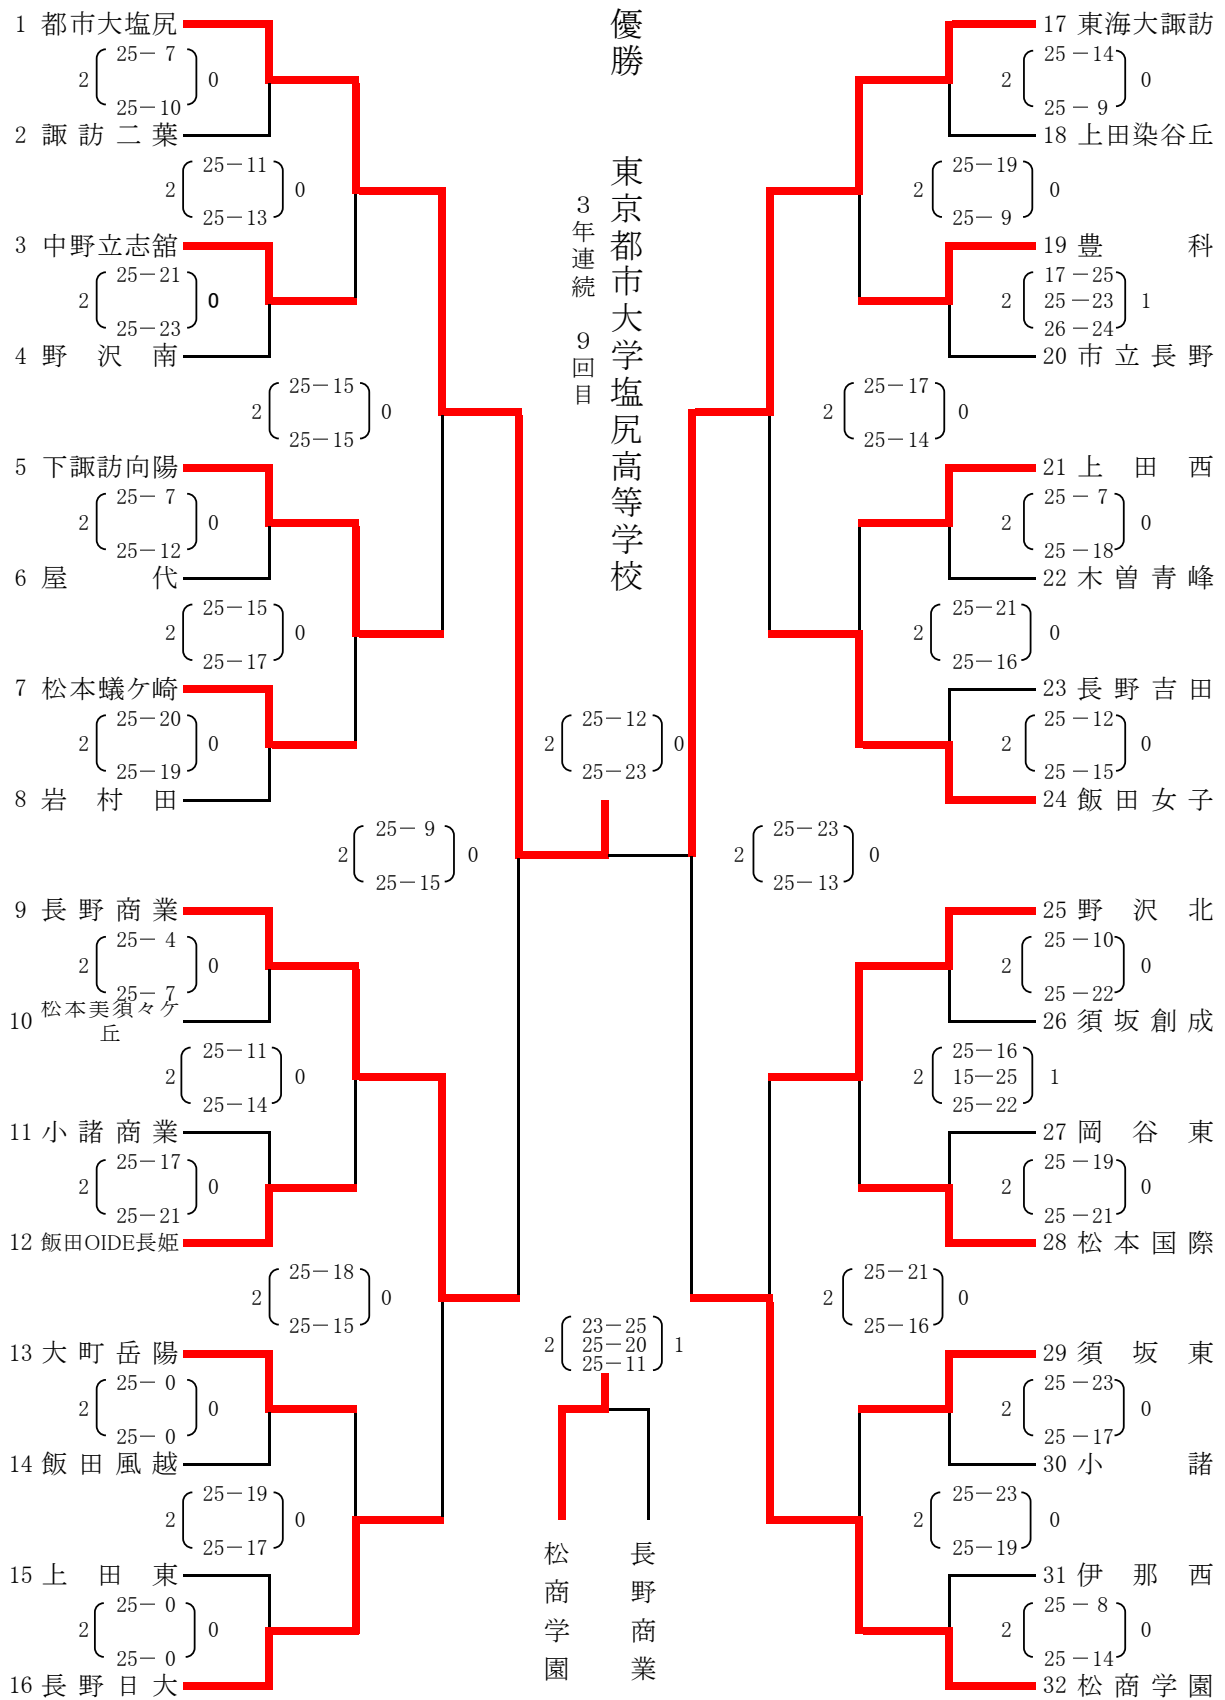 優勝
東京都市大学塩尻高等学校
3年連続 9回目
1 都市大塩尻
25－ 7
2 0
25－10
2 諏訪二葉
25－11
2 0
25－13
3 中野立志舘
25－21
2 0
25－23
4 野沢南
25－15
2 0
25－15
5 下諏訪向陽
25－ 7
2 0
25－12
6 屋代
25－15
2 0
25－17
7 松本蟻ケ崎
25－20
2 0
25－19
8 岩村田
25－ 9
2 0
25－15
9 長野商業
25－ 4
2 0
25－ 7
10 松本美須々ケ丘
25－11
2 0
25－14
11 小諸商業
25－17
2 0
25－21
12 飯田OIDE長姫
25－18
2 0
25－15
13 大町岳陽
25－ 0
2 0
25－ 0
14 飯田風越
25－19
2 0
25－17
15 上田東
25－ 0
2 0
25－ 0
16 長野日大
25－12
2 0
25－23
23－25
2 25－20 1
25－11
松商学園
長野商業
17 東海大諏訪
25－14
2 0
25－ 9
18 上田染谷丘
25－19
2 0
25－ 9
19 豊科
17－25
2 25－23 1
26－24
20 市立長野
25－17
2 0
25－14
21 上田西
25－ 7
2 0
25－18
22 木曽青峰
25－21
2 0
25－16
23 長野吉田
25－12
2 0
25－15
24 飯田女子
25－23
2 0
25－13
25 野沢北
25－10
2 0
25－22
26 須坂創成
25－16
2 15－25 1
25－22
27 岡谷東
25－19
2 0
25－21
28 松本国際
25－21
2 0
25－16
29 須坂東
25－23
2 0
25－17
30 小諸
25－23
2 0
25－19
31 伊那西
25－ 8
2 0
25－14
32 松商学園